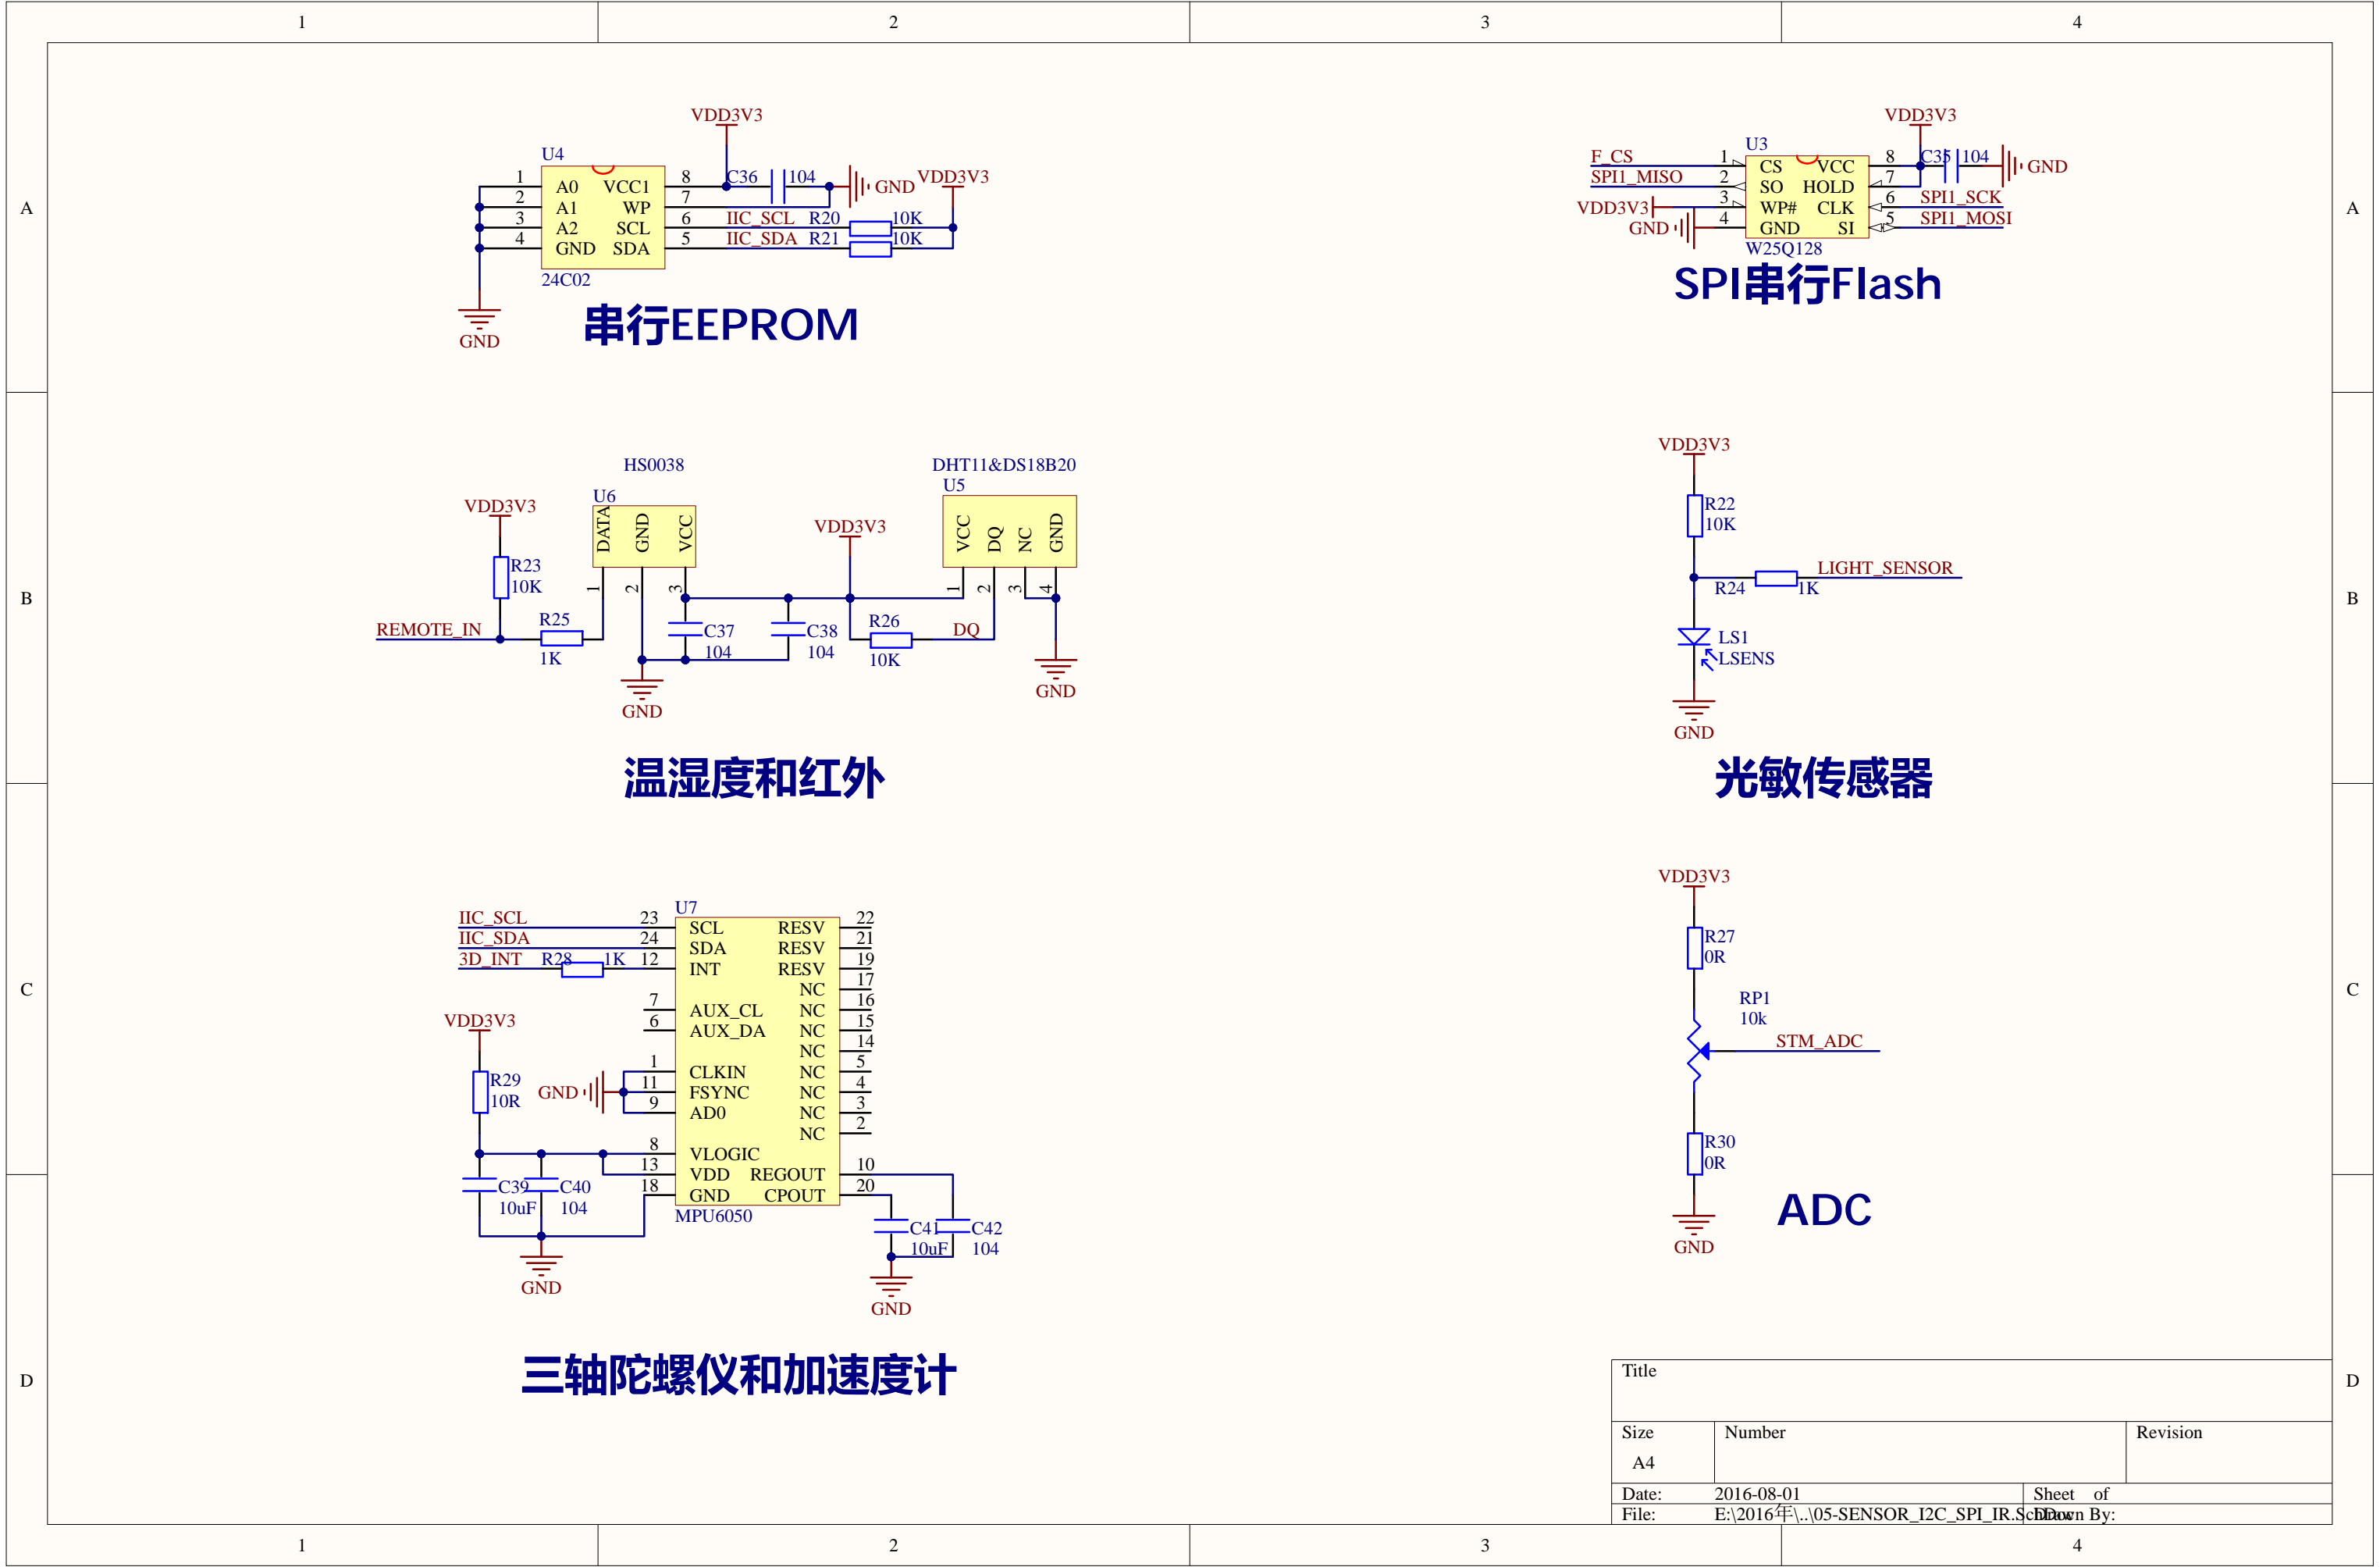 1 2 3 4
A A
VDD3V3
U4
1 A0 VCC1 8
2 A1 WP 7
3 A2 SCL 6
4 GND SDA 5
24C02
C36 104
GND VDD3V3
IIC_SCL R20 10K
IIC_SDA R21 10K
GND
串行EEPROM
VDD3V3
U3
F_CS 1 CS VCC 8 C35 104 GND
SPI1_MISO 2 SO HOLD 7
VDD3V3 3 WP# CLK 6 SPI1_SCK
GND 4 GND SI 5 SPI1_MOSI
W25Q128
SPI串行Flash
B B
HS0038
U6
DATA GND VCC
1 2 3
VDD3V3
R23
10K
REMOTE_IN
R25
1K
C37
104
C38
104
GND
VDD3V3
R26
10K
DQ
DHT11&DS18B20
U5
VCC DQ NC GND
1 2 3 4
GND
温湿度和红外
VDD3V3
R22
10K
LIGHT_SENSOR
R24 1K
LS1
LSENS
GND
光敏传感器
C C
U7
IIC_SCL 23 SCL RESV 22
IIC_SDA 24 SDA RESV 21
3D_INT R28 1K 12 INT RESV 19
NC 17
7 AUX_CL NC 16
6 AUX_DA NC 15
NC 14
1 CLKIN NC 5
GND 11 FSYNC NC 4
9 AD0 NC 3
NC 2
8 VLOGIC
13 VDD REGOUT 10
18 GND CPOUT 20
MPU6050
VDD3V3
R29
10R
C39
10uF
C40
104
GND
C41
10uF
C42
104
GND
三轴陀螺仪和加速度计
VDD3V3
R27
0R
RP1
10k
STM_ADC
R30
0R
GND
ADC
D D
Title
Size Number Revision
A4
Date: 2016-08-01 Sheet of
File: E:\2016年\..\05-SENSOR_I2C_SPI_IR.SchDoc Drawn By:
1 2 3 4